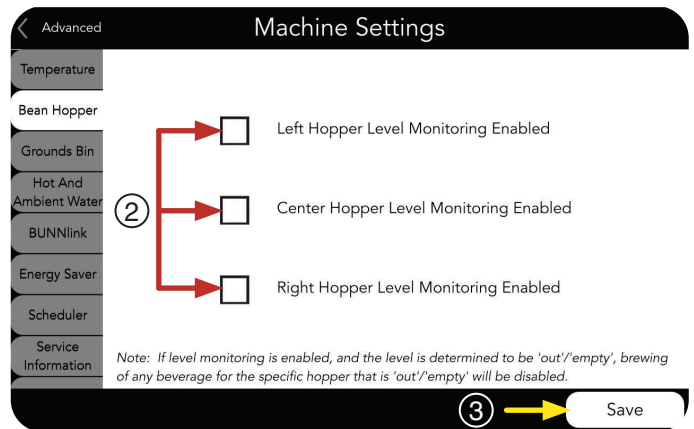 Advanced
Machine Settings
Temperature
Bean Hopper
Grounds Bin
Hot And
Ambient Water
BUNNlink
Energy Saver
Scheduler
Service
Information
Left Hopper Level Monitoring Enabled
②
Center Hopper Level Monitoring Enabled
Right Hopper Level Monitoring Enabled
Note: If level monitoring is enabled, and the level is determined to be 'out'/'empty', brewing
of any beverage for the specific hopper that is 'out'/'empty' will be disabled.
③
Save